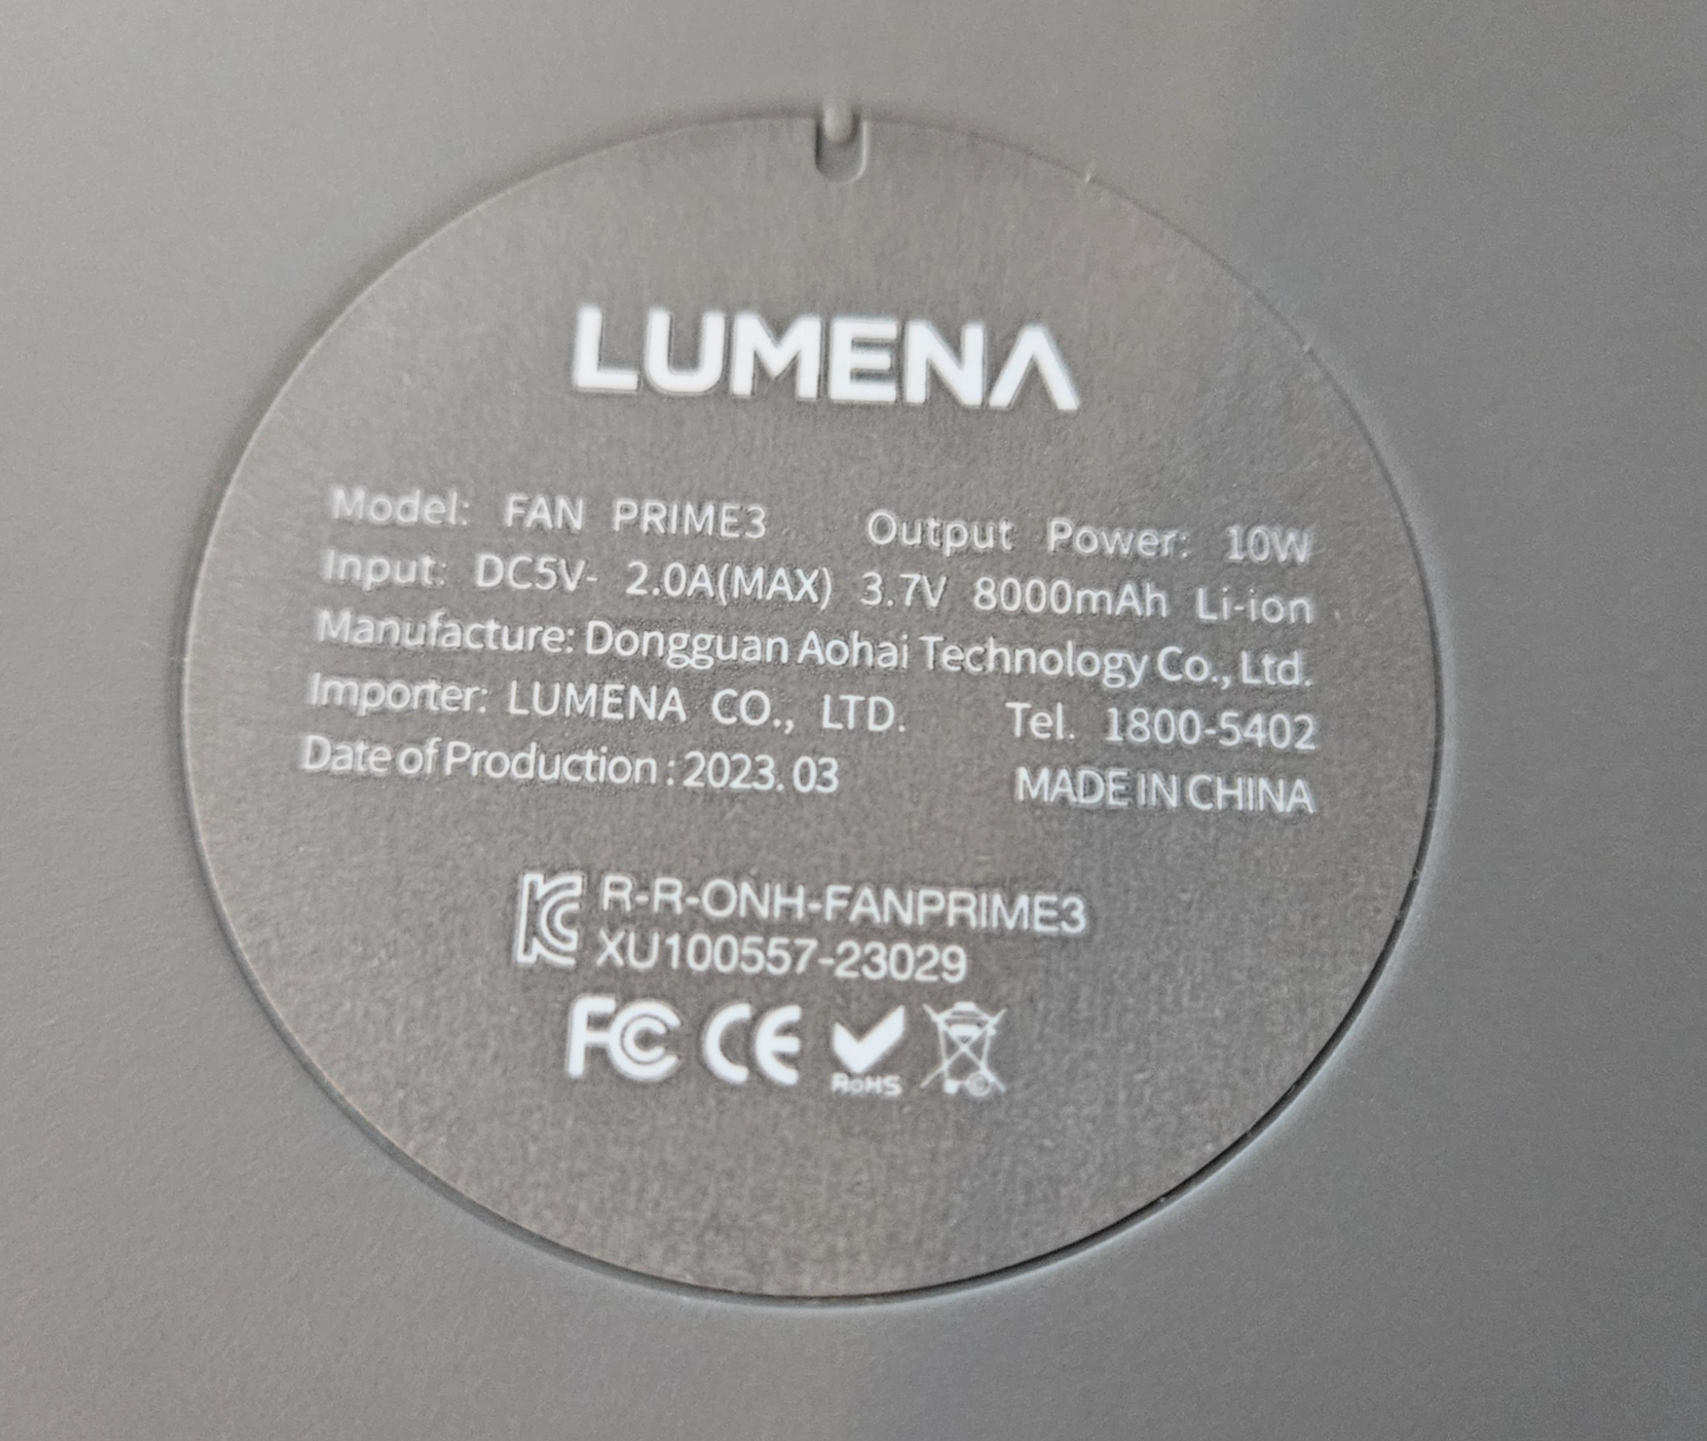 LUMENA
Model: FAN PRIME3 Output Power: 10W
Input: DC5V- 2.0A(MAX) 3.7V 8000mAh Li-ion
Manufacture: Dongguan Aohai Technology Co., Ltd.
Importer: LUMENA CO., LTD. Tel. 1800-5402
Date of Production : 2023. 03 MADE IN CHINA
R-R-ONH-FANPRIME3
XU100557-23029
FC CE RoHS